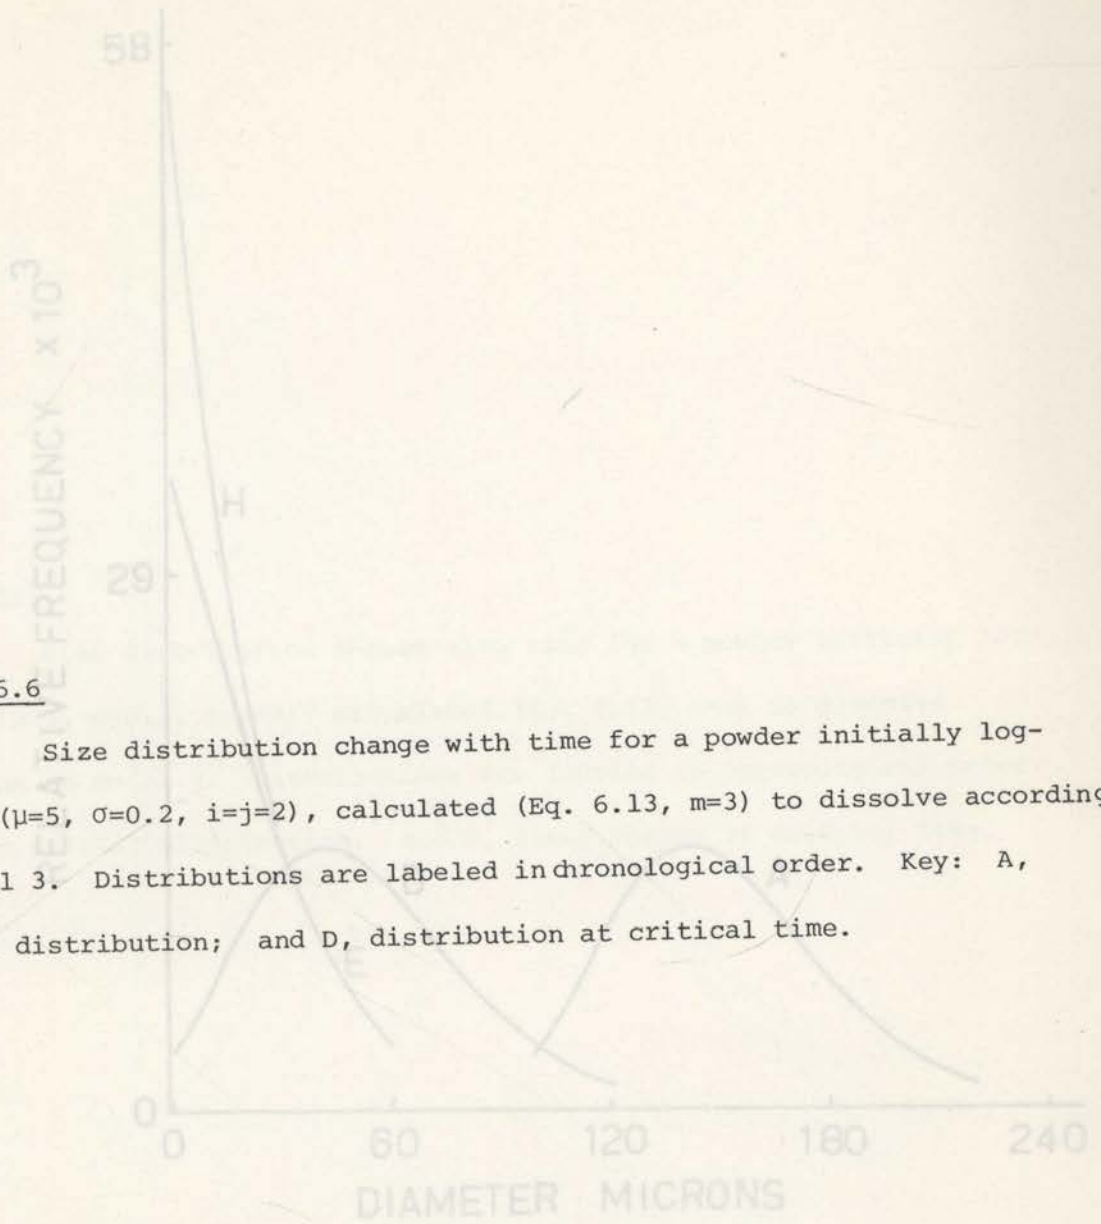 58
RELATIVE FREQUENCY × 10³
H
29
5.6
Size distribution change with time for a powder initially log-
(μ=5, σ=0.2, i=j=2), calculated (Eq. 6.13, m=3) to dissolve according
l 3. Distributions are labeled in chronological order. Key: A,
distribution; and D, distribution at critical time.
D
A
E
0
0 60 120 180 240
DIAMETER MICRONS